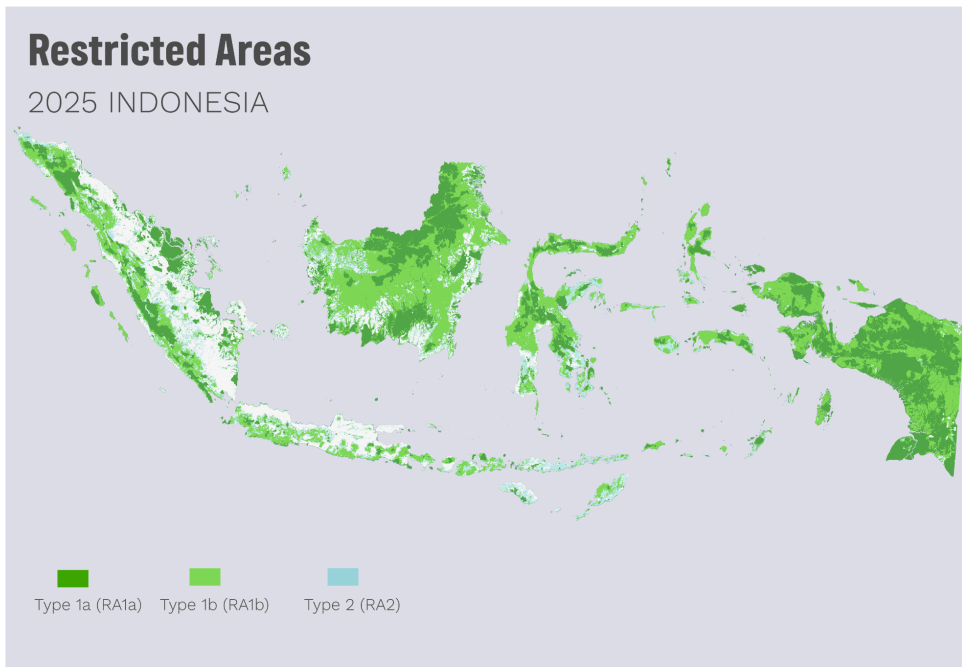 Restricted Areas
2025 INDONESIA
Type 1a (RA1a) Type 1b (RA1b) Type 2 (RA2)